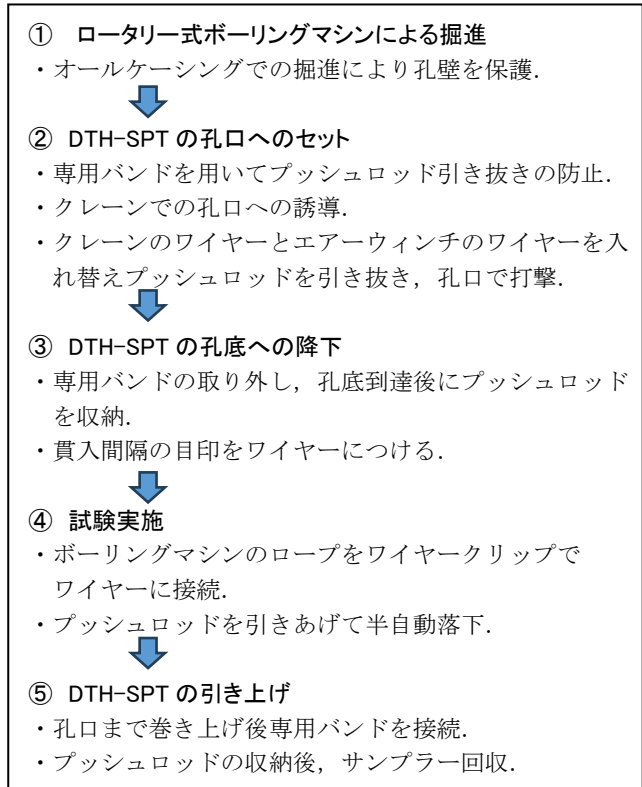 ① ロータリー式ボーリングマシンによる掘進
・オールケーシングでの掘進により孔壁を保護．
② DTH-SPT の孔口へのセット
・専用バンドを用いてプッシュロッド引き抜きの防止．
・クレーンでの孔口への誘導．
・クレーンのワイヤーとエアーウィンチのワイヤーを入
れ替えプッシュロッドを引き抜き，孔口で打撃．
③ DTH-SPT の孔底への降下
・専用バンドの取り外し，孔底到達後にプッシュロッド
を収納．
・貫入間隔の目印をワイヤーにつける．
④ 試験実施
・ボーリングマシンのロープをワイヤークリップで
ワイヤーに接続．
・プッシュロッドを引きあげて半自動落下．
⑤ DTH-SPT の引き上げ
・孔口まで巻き上げ後専用バンドを接続．
・プッシュロッドの収納後，サンプラー回収．